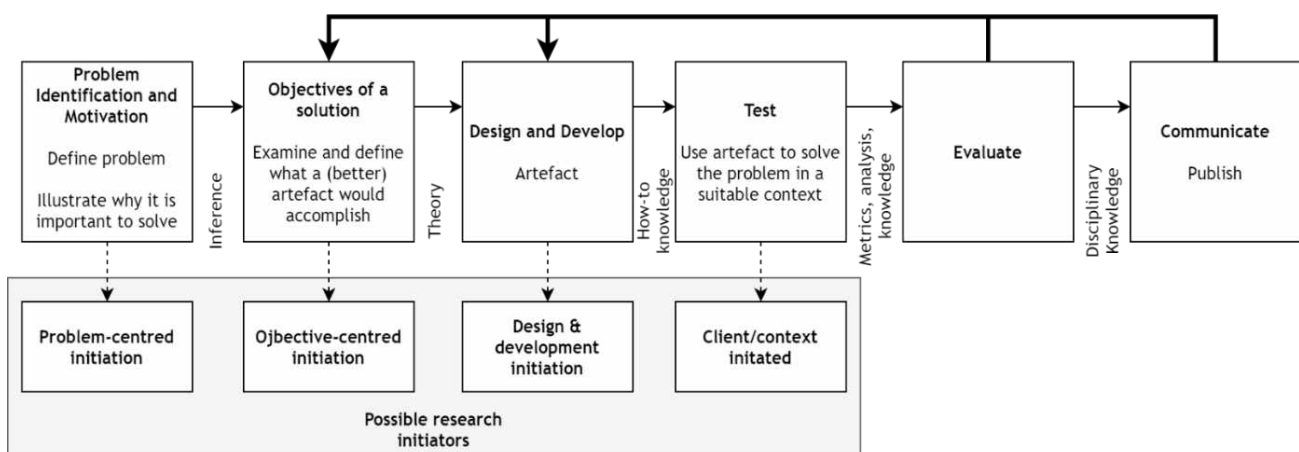 Problem
Identification and
Motivation
Define problem
Illustrate why it is
important to solve
Inference
Objectives of a
solution
Examine and define
what a (better)
artefact would
accomplish
Theory
Design and Develop
Artefact
How-to
knowledge
Test
Use artefact to solve
the problem in a
suitable context
Metrics, analysis,
knowledge
Evaluate
Disciplinary
Knowledge
Communicate
Publish
Problem-centred
initiation
Ojbective-centred
initiation
Design &
development
initiation
Client/context
initated
Possible research
initiators